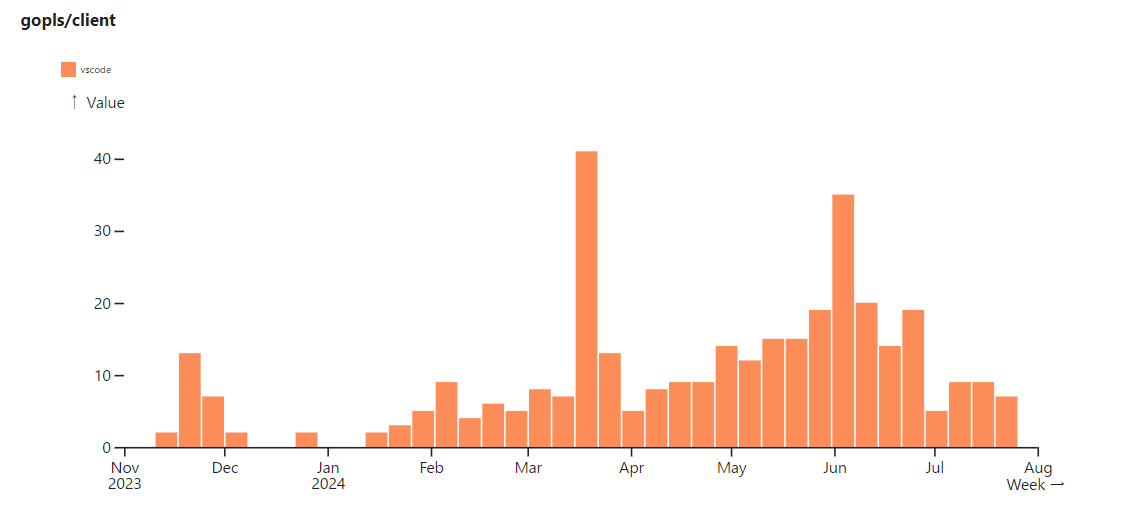 gopls/client
vscode
↑ Value
40
30
20
10
0
Nov Dec Jan Feb Mar Apr May Jun Jul Aug
2023 2024 Week →